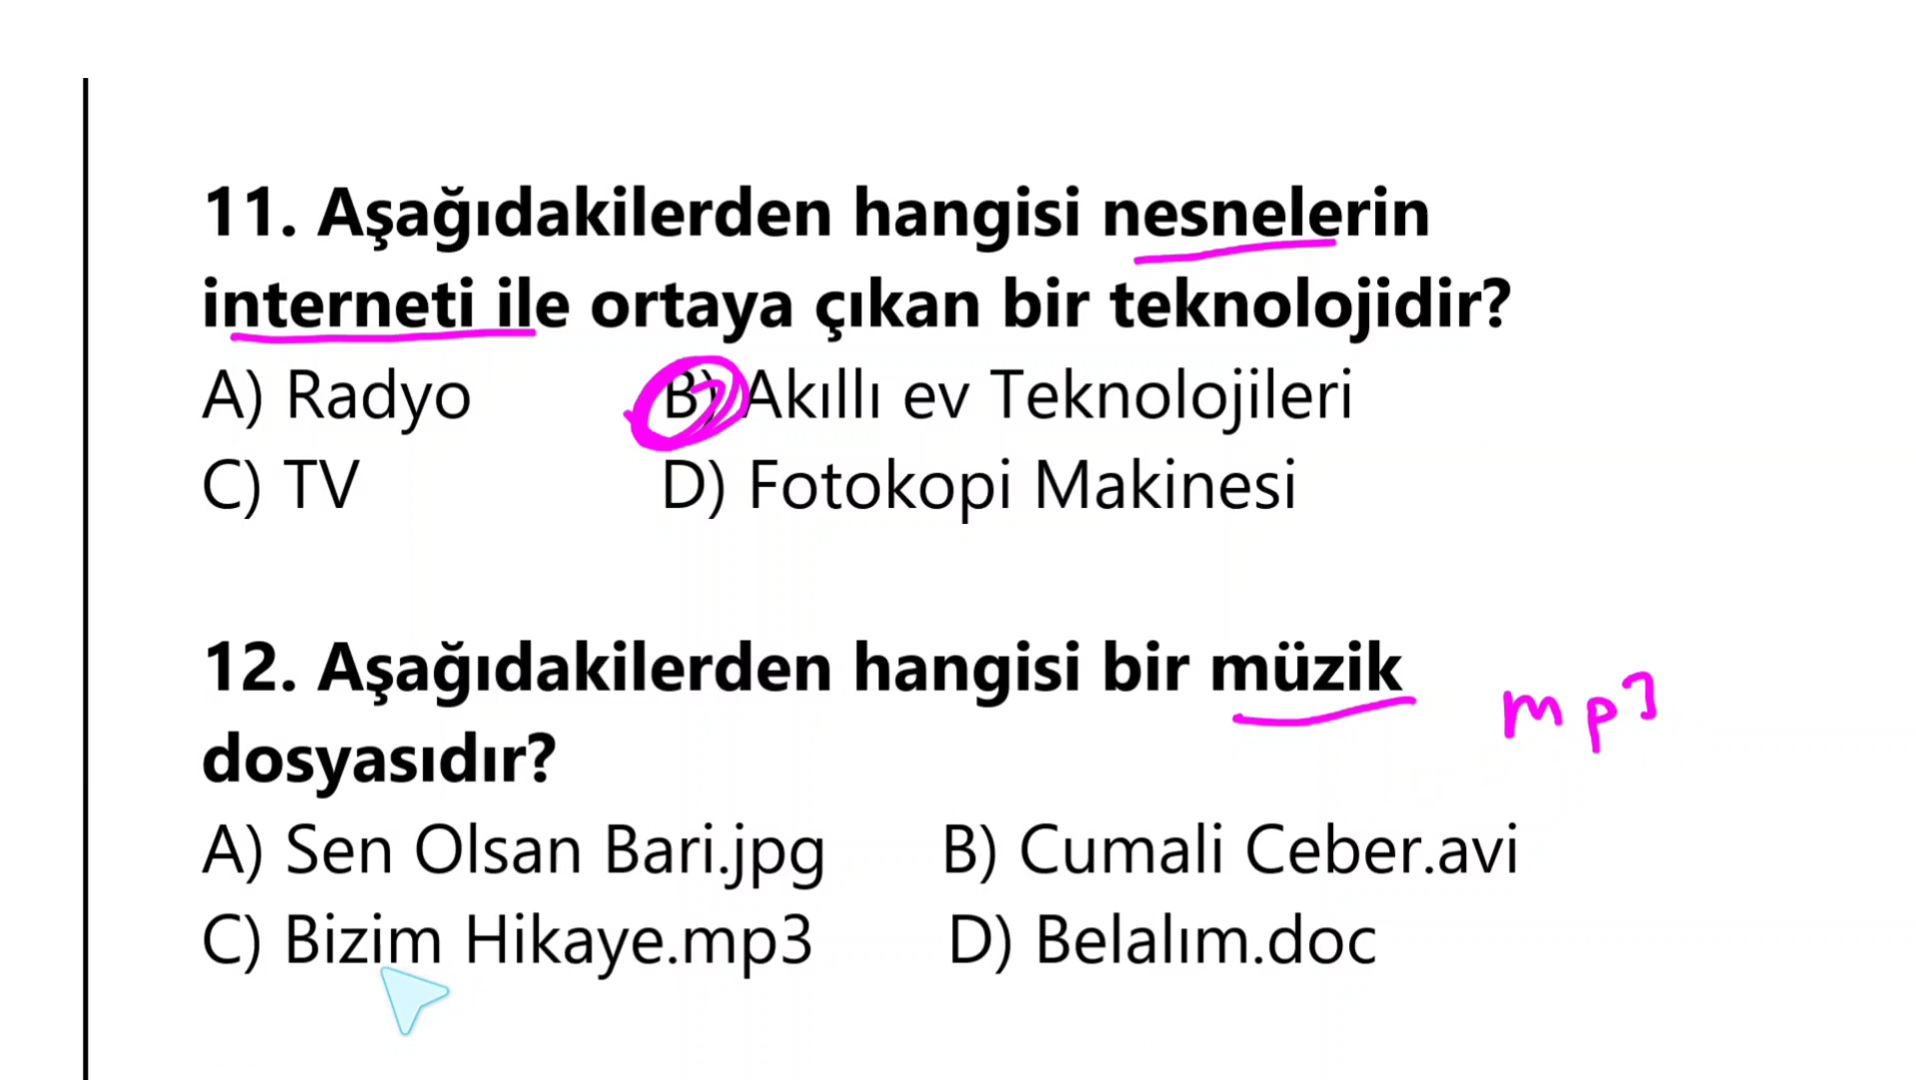 11. Aşağıdakilerden hangisi nesnelerin
interneti ile ortaya çıkan bir teknolojidir?
A) Radyo B) Akıllı ev Teknolojileri
C) TV D) Fotokopi Makinesi
12. Aşağıdakilerden hangisi bir müzik
mp3
dosyasıdır?
A) Sen Olsan Bari.jpg B) Cumali Ceber.avi
C) Bizim Hikaye.mp3 D) Belalım.doc